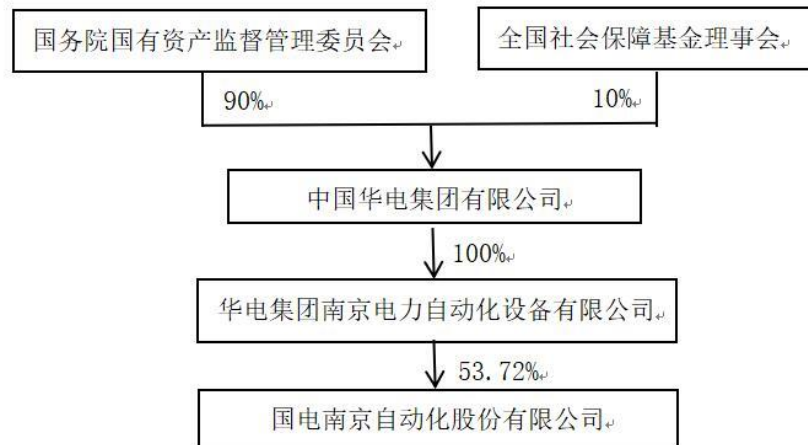 国务院国有资产监督管理委员会
全国社会保障基金理事会
90%
10%
中国华电集团有限公司
100%
华电集团南京电力自动化设备有限公司
53.72%
国电南京自动化股份有限公司